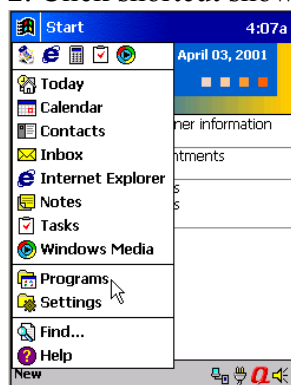 Start 4:07a
April 03, 2001
Today
Calendar
Contacts
ner information
Inbox
ntments
Internet Explorer
s
Notes
s
Tasks
Windows Media
Programs
Settings
Find...
Help
New